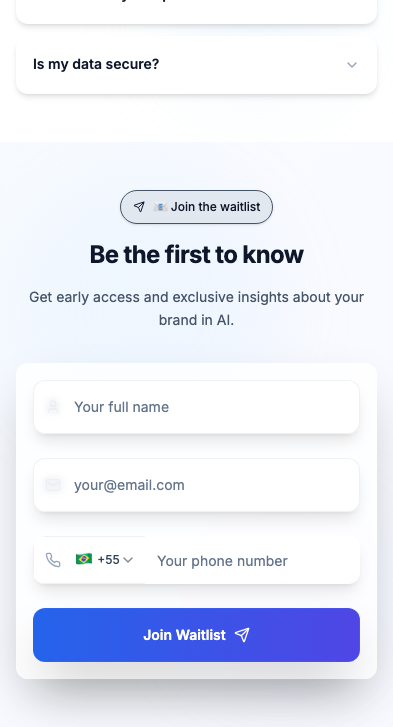 Is my data secure?
Join the waitlist
Be the first to know
Get early access and exclusive insights about your
brand in AI.
Your full name
your@email.com
+55
Your phone number
Join Waitlist